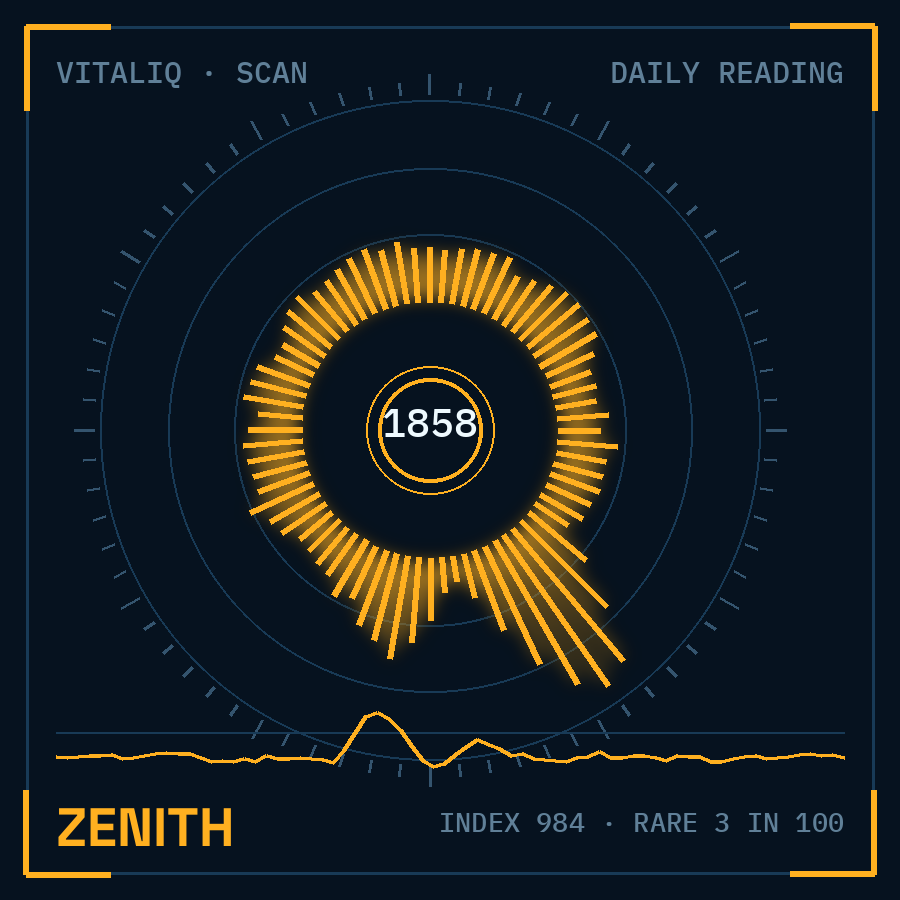 VITALIQ · SCAN
DAILY READING
1858
ZENITH
INDEX 984 · RARE 3 IN 100